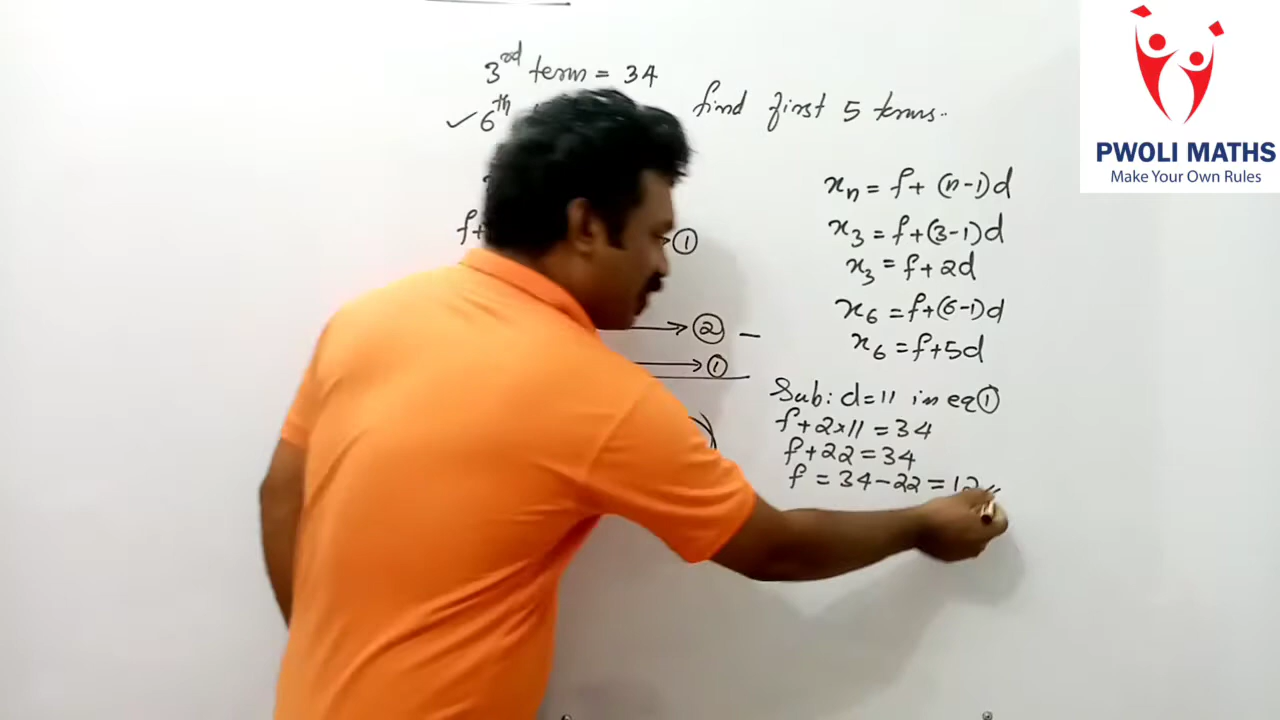 3rd term = 34
✓ 6th
find first 5 terms..
f+
①
② −
①
xₙ = f + (n-1)d
x₃ = f+(3-1)d
x₃ = f+2d
x₆ = f+(6-1)d
x₆ = f+5d
Sub: d=11 in eq①
f+2×11 = 34
f+22 = 34
f = 34-22 = 12
PWOLI MATHS
Make Your Own Rules